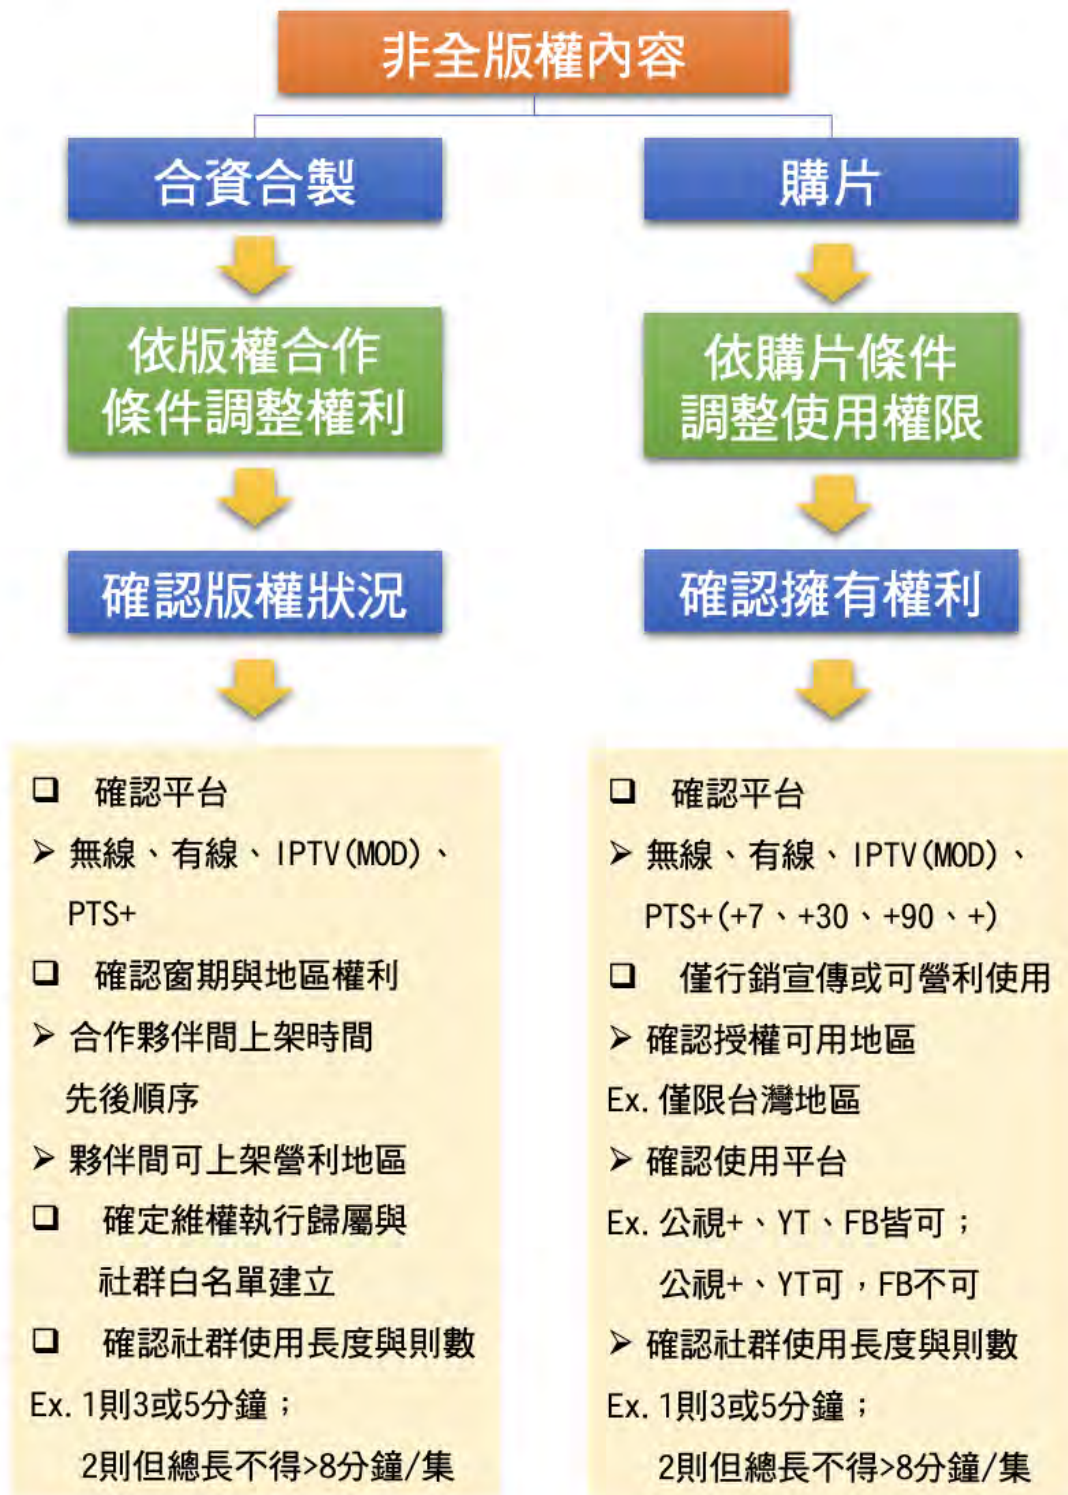 非全版權內容
合資合製
依版權合作
條件調整權利
確認版權狀況
❑ 確認平台
➢ 無線、有線、IPTV(MOD)、
PTS+
❑ 確認窗期與地區權利
➢ 合作夥伴間上架時間
先後順序
➢ 夥伴間可上架營利地區
❑ 確定維權執行歸屬與
社群白名單建立
❑ 確認社群使用長度與則數
Ex. 1則3或5分鐘；
2則但總長不得>8分鐘/集
購片
依購片條件
調整使用權限
確認擁有權利
❑ 確認平台
➢ 無線、有線、IPTV(MOD)、
PTS+(+7、+30、+90、+)
❑ 僅行銷宣傳或可營利使用
➢ 確認授權可用地區
Ex. 僅限台灣地區
➢ 確認使用平台
Ex. 公視+、YT、FB皆可；
公視+、YT可，FB不可
➢ 確認社群使用長度與則數
Ex. 1則3或5分鐘；
2則但總長不得>8分鐘/集